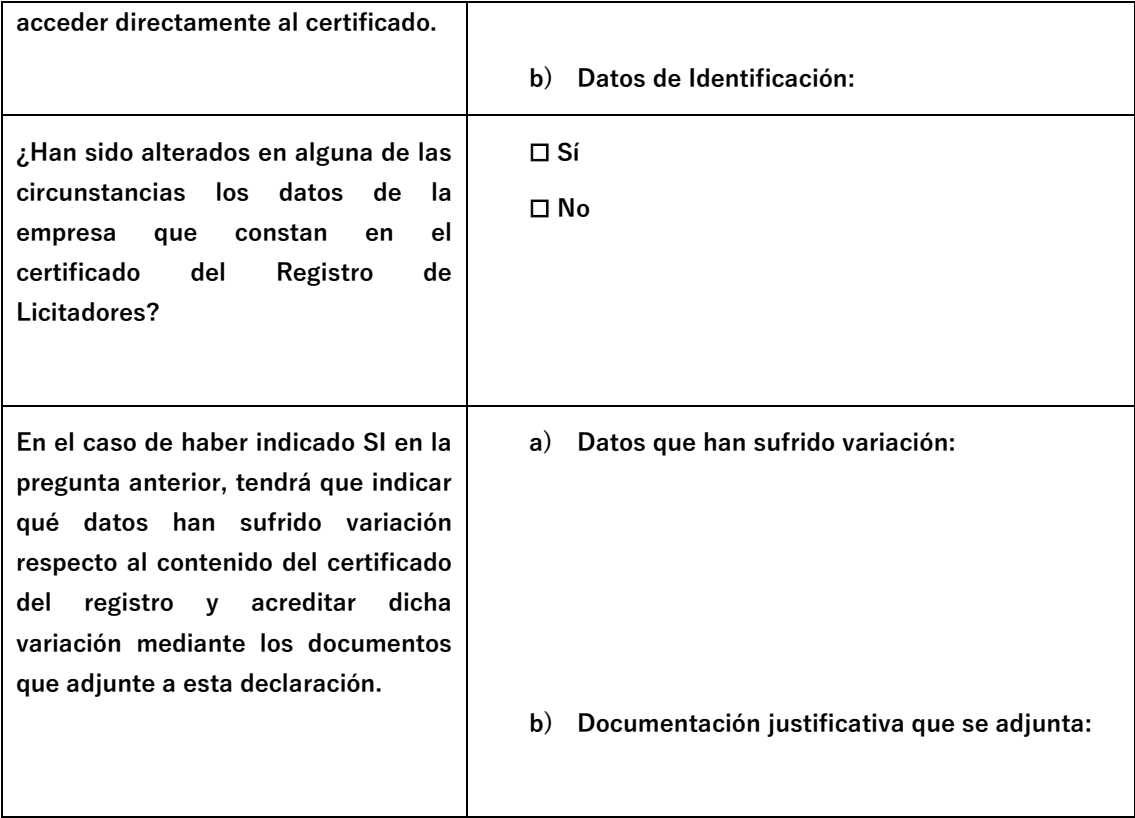 acceder directamente al certificado.
b) Datos de Identificación:
¿Han sido alterados en alguna de las
circunstancias los datos de la
empresa que constan en el
certificado del Registro de
Licitadores?
☐ Sí
☐ No
En el caso de haber indicado SI en la
pregunta anterior, tendrá que indicar
qué datos han sufrido variación
respecto al contenido del certificado
del registro y acreditar dicha
variación mediante los documentos
que adjunte a esta declaración.
a) Datos que han sufrido variación:
b) Documentación justificativa que se adjunta: